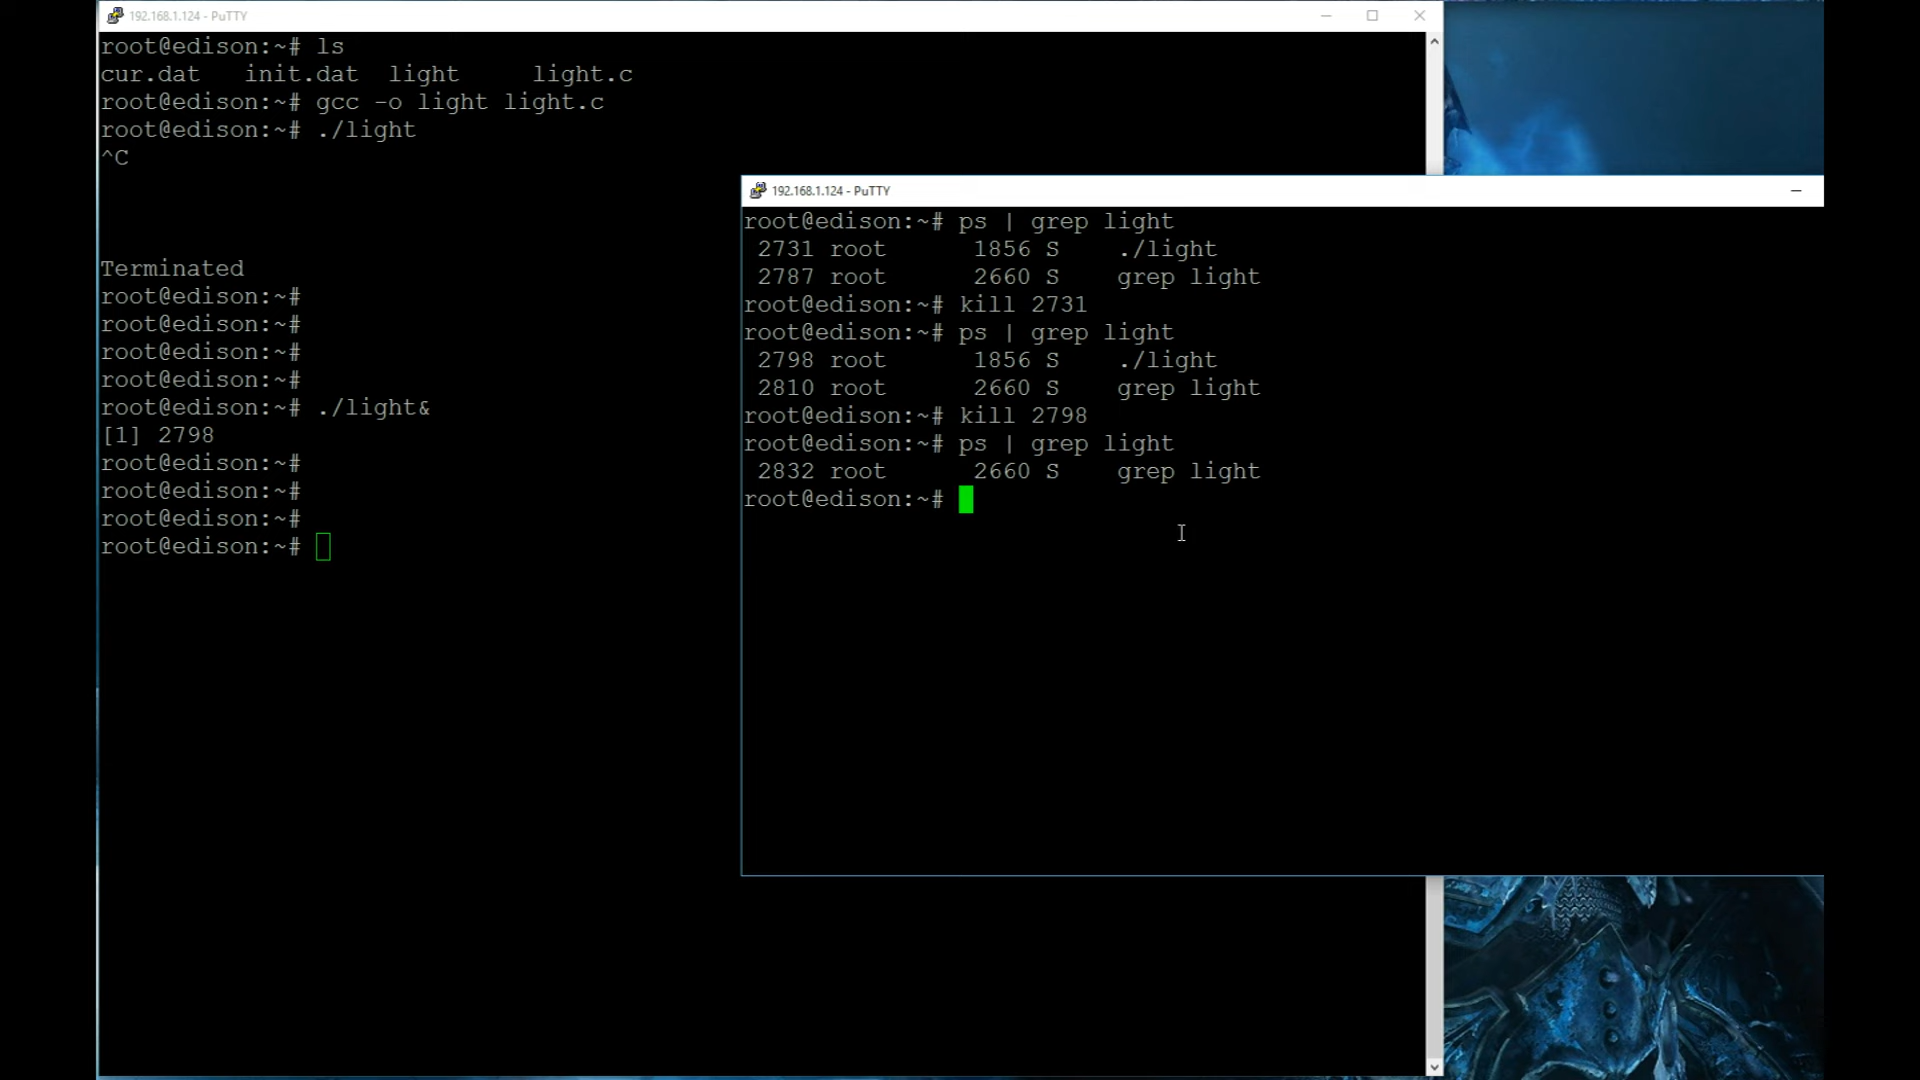 192.168.1.124 - PuTTY
root@edison:~# ls
cur.dat   init.dat  light     light.c
root@edison:~# gcc -o light light.c
root@edison:~# ./light
^C
Terminated
root@edison:~#
root@edison:~#
root@edison:~#
root@edison:~#
root@edison:~# ./light&
[1] 2798
root@edison:~#
root@edison:~#
root@edison:~#
root@edison:~#
192.168.1.124 - PuTTY
root@edison:~# ps | grep light
 2731 root      1856 S    ./light
 2787 root      2660 S    grep light
root@edison:~# kill 2731
root@edison:~# ps | grep light
 2798 root      1856 S    ./light
 2810 root      2660 S    grep light
root@edison:~# kill 2798
root@edison:~# ps | grep light
 2832 root      2660 S    grep light
root@edison:~#